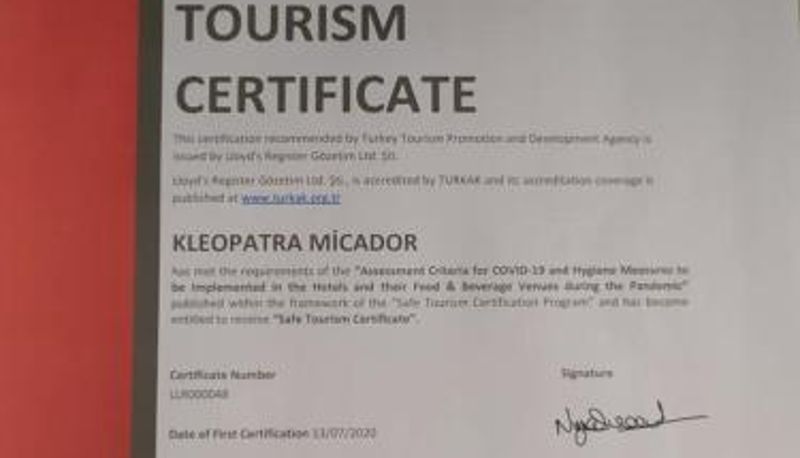 TOURISM
CERTIFICATE
This certification recommended by Turkey Tourism Promotion and Development Agency is
issued by Lloyd's Register Gözetim Ltd. Şti.
Lloyd's Register Gözetim Ltd. Şti., is accredited by TURKAK and its accreditation coverage is
published at www.turkak.org.tr
KLEOPATRA MİCADOR
has met the requirements of the "Assessment Criteria for COVID-19 and Hygiene Measures to
be Implemented in the Hotels and their Food & Beverage Venues during the Pandemic"
published within the framework of the "Safe Tourism Certification Program" and has become
entitled to receive "Safe Tourism Certificate".
Certificate Number
Signature
LLR000048
Date of First Certification 13/07/2020